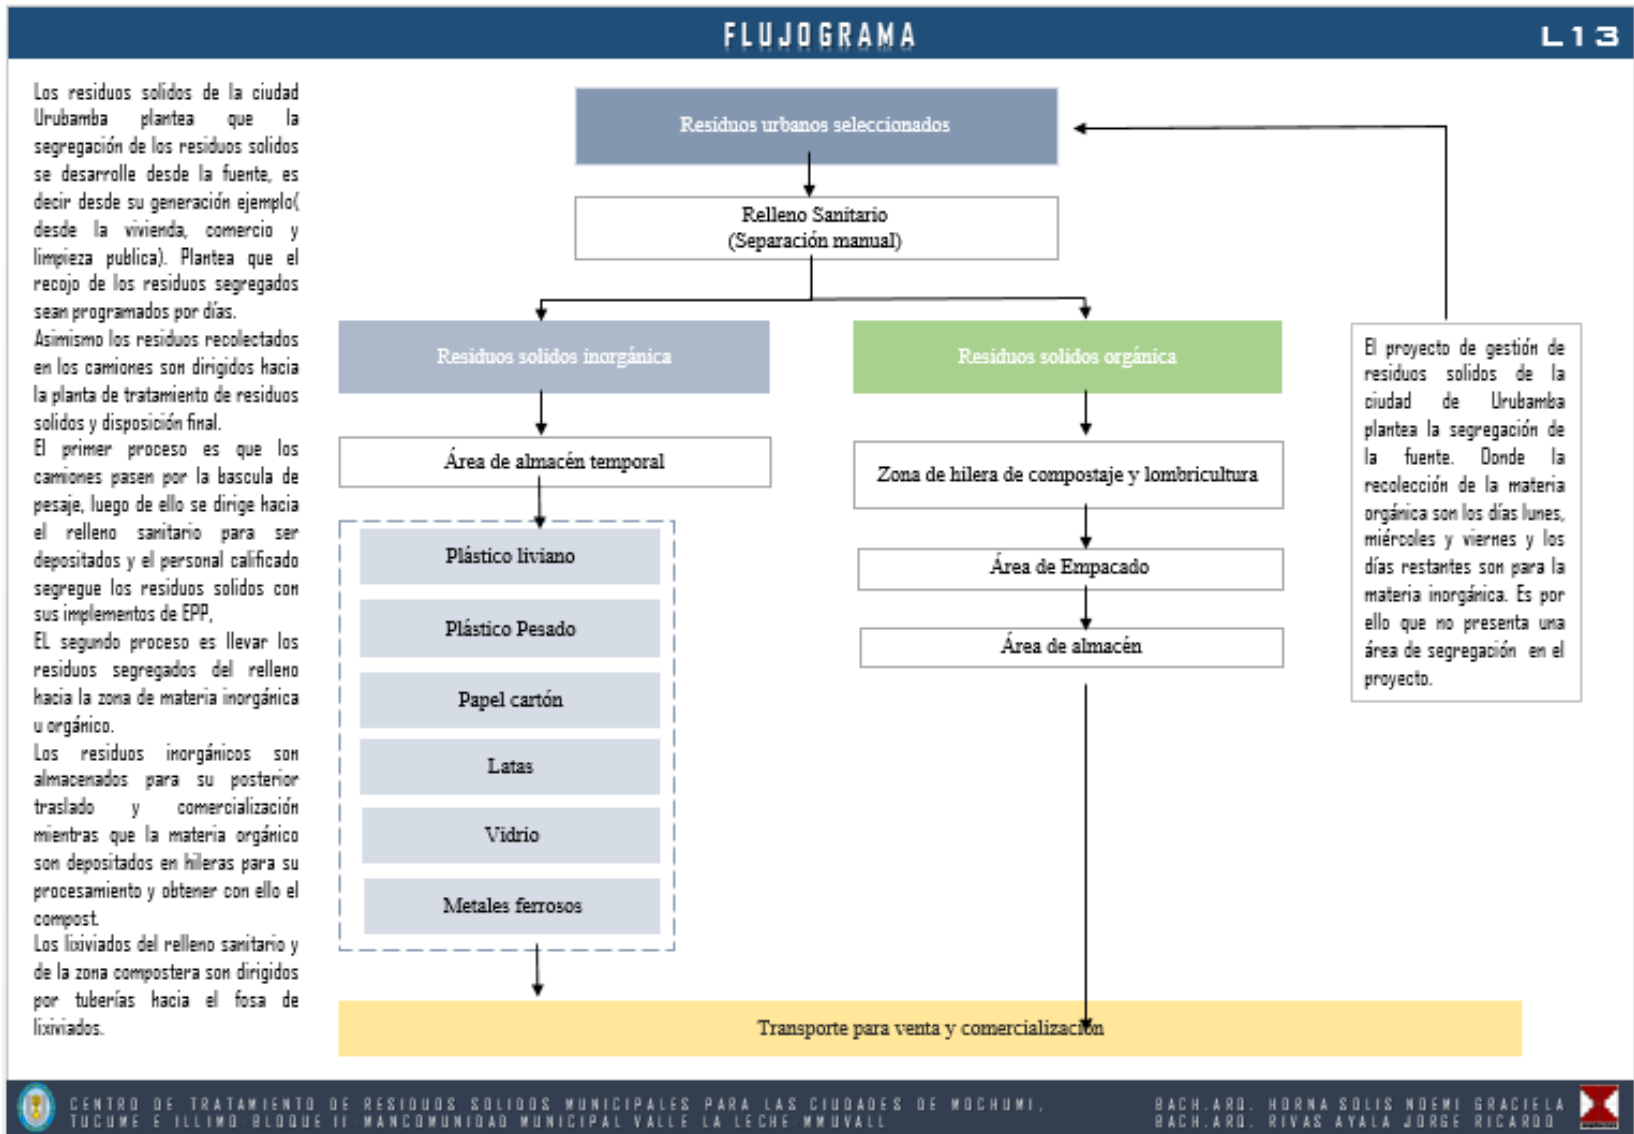 FLUJOGRAMA
L13
Los residuos solidos de la ciudad
Urubamba plantea que la
segregación de los residuos solidos
se desarrolle desde la fuente, es
decir desde su generación ejemplo(
desde la vivienda, comercio y
limpieza publica). Plantea que el
recojo de los residuos segregados
sean programados por días.
Asimismo los residuos recolectados
en los camiones son dirigidos hacia
la planta de tratamiento de residuos
solidos y disposición final.
El primer proceso es que los
camiones pasen por la bascula de
pesaje, luego de ello se dirige hacia
el relleno sanitario para ser
depositados y el personal calificado
segregue los residuos solidos con
sus implementos de EPP,
EL segundo proceso es llevar los
residuos segregados del relleno
hacia la zona de materia inorgánica
u orgánico.
Los residuos inorgánicos son
almacenados para su posterior
traslado y comercialización
mientras que la materia orgánico
son depositados en hileras para su
procesamiento y obtener con ello el
compost.
Los lixiviados del relleno sanitario y
de la zona compostera son dirigidos
por tuberías hacia el fosa de
lixiviados.
Residuos urbanos seleccionados
Relleno Sanitario
(Separación manual)
Residuos solidos inorgánica
Área de almacén temporal
Plástico liviano
Plástico Pesado
Papel cartón
Latas
Vidrio
Metales ferrosos
Residuos solidos orgánica
Zona de hilera de compostaje y lombricultura
Área de Empacado
Área de almacén
El proyecto de gestión de
residuos solidos de la
ciudad de Urubamba
plantea la segregación de
la fuente. Donde la
recolección de la materia
orgánica son los días lunes,
miércoles y viernes y los
días restantes son para la
materia inorgánica. Es por
ello que no presenta una
área de segregación en el
proyecto.
Transporte para venta y comercialización
CENTRO DE TRATAMIENTO DE RESIDUOS SOLIDOS MUNICIPALES PARA LAS CIUDADES DE MOCHUMI,
TUCUME E ILLIMO-BLOQUE II-MANCOMUNIDAD MUNICIPAL VALLE LA LECHE-MMUVALL
BACH.ARQ. HORNA SOLIS NOEMI GRACIELA
BACH.ARQ. RIVAS AYALA JORGE RICARDO